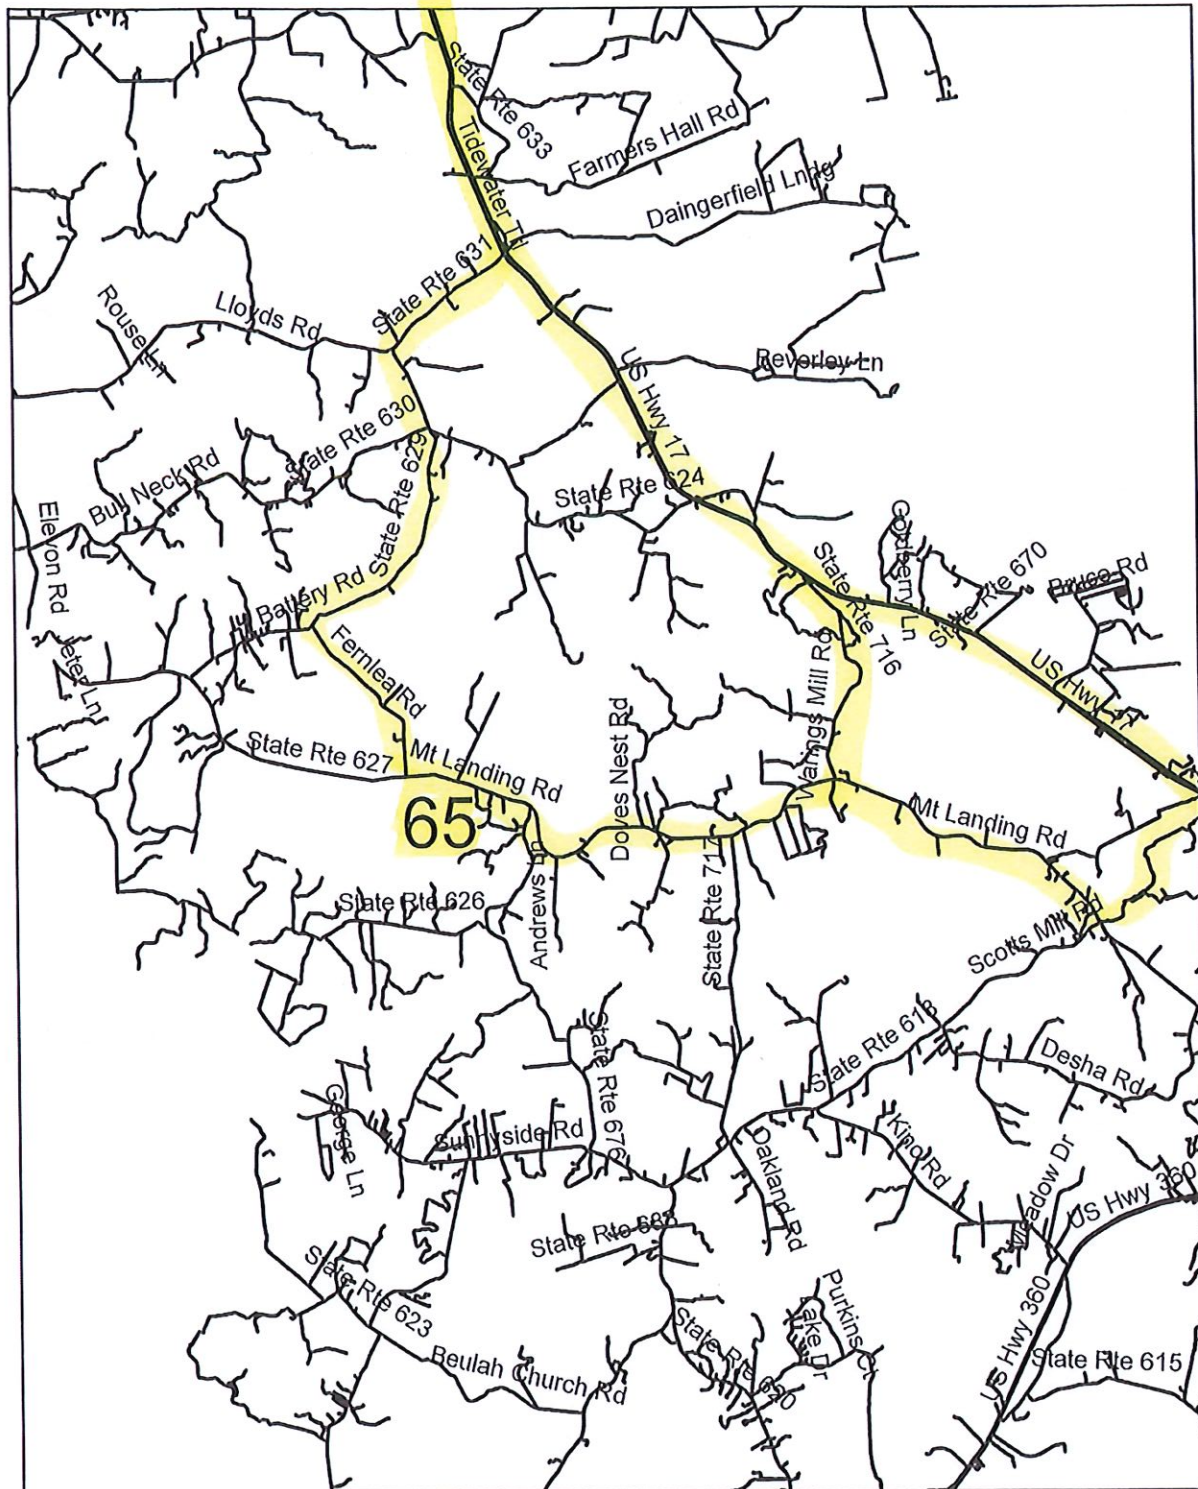 State Rte 633
Tidewater Trl
Farmers Hall Rd
Daingerfield Lndg
State Rte 631
Rouse Ln
Lloyds Rd
US Hwy 17
Beverley Ln
State Rte 630
Bull Neck Rd
State Rte 629
State Rte 624
Elevon Rd
Battery Rd
State Rte 716
State Rte 670
Bruce Rd
Fernlea Rd
Jeter Ln
Warings Mill Rd
US Hwy 17
State Rte 627
Mt Landing Rd
Doves Nest Rd
65
Mt Landing Rd
Andrews Ln
State Rte 717
State Rte 626
Scotts Mill Rd
State Rte 676
Desha Rd
George Ln
Sunnyside Rd
Oakland Rd
Kino Rd
Meadow Dr
US Hwy 360
State Rte
State Rte 623
US Hwy 360
Purkins Ct
Lake Dr
State Rte 620
Beulah Church Rd
State Rte 615